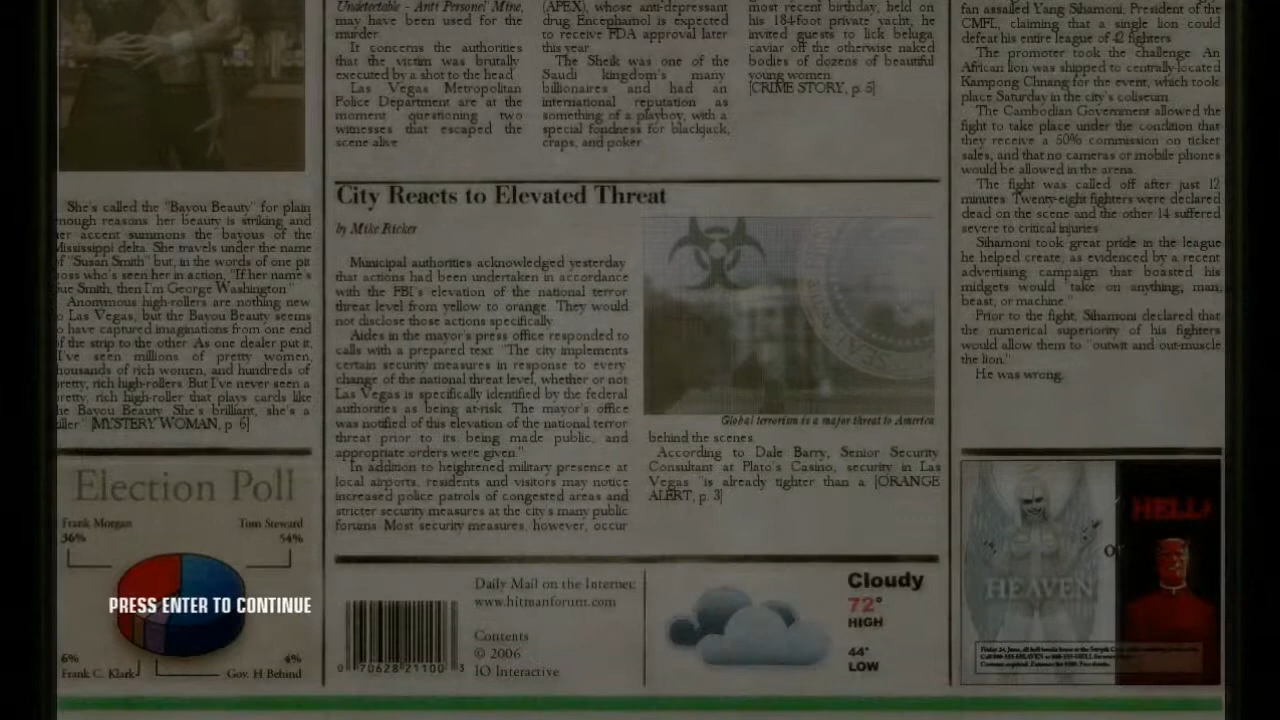 Undetectable - Anti Personel Mine,
may have been used for the
murder.
It concerns the authorities
that the victim was brutally
executed by a shot to the head.
Las Vegas Metropolitan
Police Department are at the
moment questioning two
witnesses that escaped the
scene alive.
(APEX), whose anti-depressant
drug Encephamol is expected
to receive FDA approval later
this year.
The Sheik was one of the
Saudi kingdom's many
billionaires and had an
international reputation as
something of a playboy, with a
special fondness for blackjack,
craps, and poker.
most recent birthday, held on
his 184-foot private yacht, he
invited guests to lick beluga
caviar off the otherwise naked
bodies of dozens of beautiful
young women.
[CRIME STORY, p. 5]
fan assailed Yang Sihamoni, President of the
CMFL, claiming that a single lion could
defeat his entire league of 42 fighters.
The promoter took the challenge. An
African lion was shipped to centrally-located
Kampong Chnang for the event, which took
place Saturday in the city's coliseum.
The Cambodian Government allowed the
fight to take place under the condition that
they receive a 50% commission on ticket
sales, and that no cameras or mobile phones
would be allowed in the arena.
The fight was called off after just 12
minutes. Twenty-eight fighters were declared
dead on the scene and the other 14 suffered
severe to critical injuries.
Sihamoni took great pride in the league
he helped create, as evidenced by a recent
advertising campaign that boasted his
midgets would "take on anything; man,
beast, or machine."
Prior to the fight, Sihamoni declared that
the numerical superiority of his fighters
would allow them to "outwit and out-muscle
the lion."
He was wrong.
She's called the "Bayou Beauty" for plain
enough reasons: her beauty is striking and
her accent summons the bayous of the
Mississippi delta. She travels under the name
of "Susan Smith" but, in the words of one pit
boss who's seen her in action, "If her name's
Sue Smith, then I'm George Washington."
Anonymous high-rollers are nothing new
to Las Vegas, but the Bayou Beauty seems
to have captured imaginations from one end
of the strip to the other. As one dealer put it,
"I've seen millions of pretty women,
thousands of rich women, and hundreds of
pretty, rich high-rollers. But I've never seen a
pretty, rich high-roller that plays cards like
the Bayou Beauty. She's brilliant, she's a
killer." [MYSTERY WOMAN, p. 6]
City Reacts to Elevated Threat
by Mike Ricker
Municipal authorities acknowledged yesterday
that actions had been undertaken in accordance
with the FBI's elevation of the national terror
threat level from yellow to orange. They would
not disclose those actions specifically.
Aides in the mayor's press office responded to
calls with a prepared text: "The city implements
certain security measures in response to every
change of the national threat level, whether or not
Las Vegas is specifically identified by the federal
authorities as being at-risk. The mayor's office
was notified of this elevation of the national terror
threat prior to its being made public, and
appropriate orders were given."
In addition to heightened military presence at
local airports, residents and visitors may notice
increased police patrols of congested areas and
stricter security measures at the city's many public
forums. Most security measures, however, occur
Global terrorism is a major threat to America
behind the scenes.
According to Dale Barry, Senior Security
Consultant at Plato's Casino, security in Las
Vegas "is already tighter than a [ORANGE
ALERT, p. 3]
Election Poll
Frank Morgan
36%
Tom Steward
54%
PRESS ENTER TO CONTINUE
6%
Frank C. Klark
4%
Gov. H Behind
0 70628 21100 3
Daily Mail on the Internet:
www.hitmanforum.com
Contents
© 2006
IO Interactive
Cloudy
72°
HIGH
44°
LOW
HEAVEN
or
HELL!